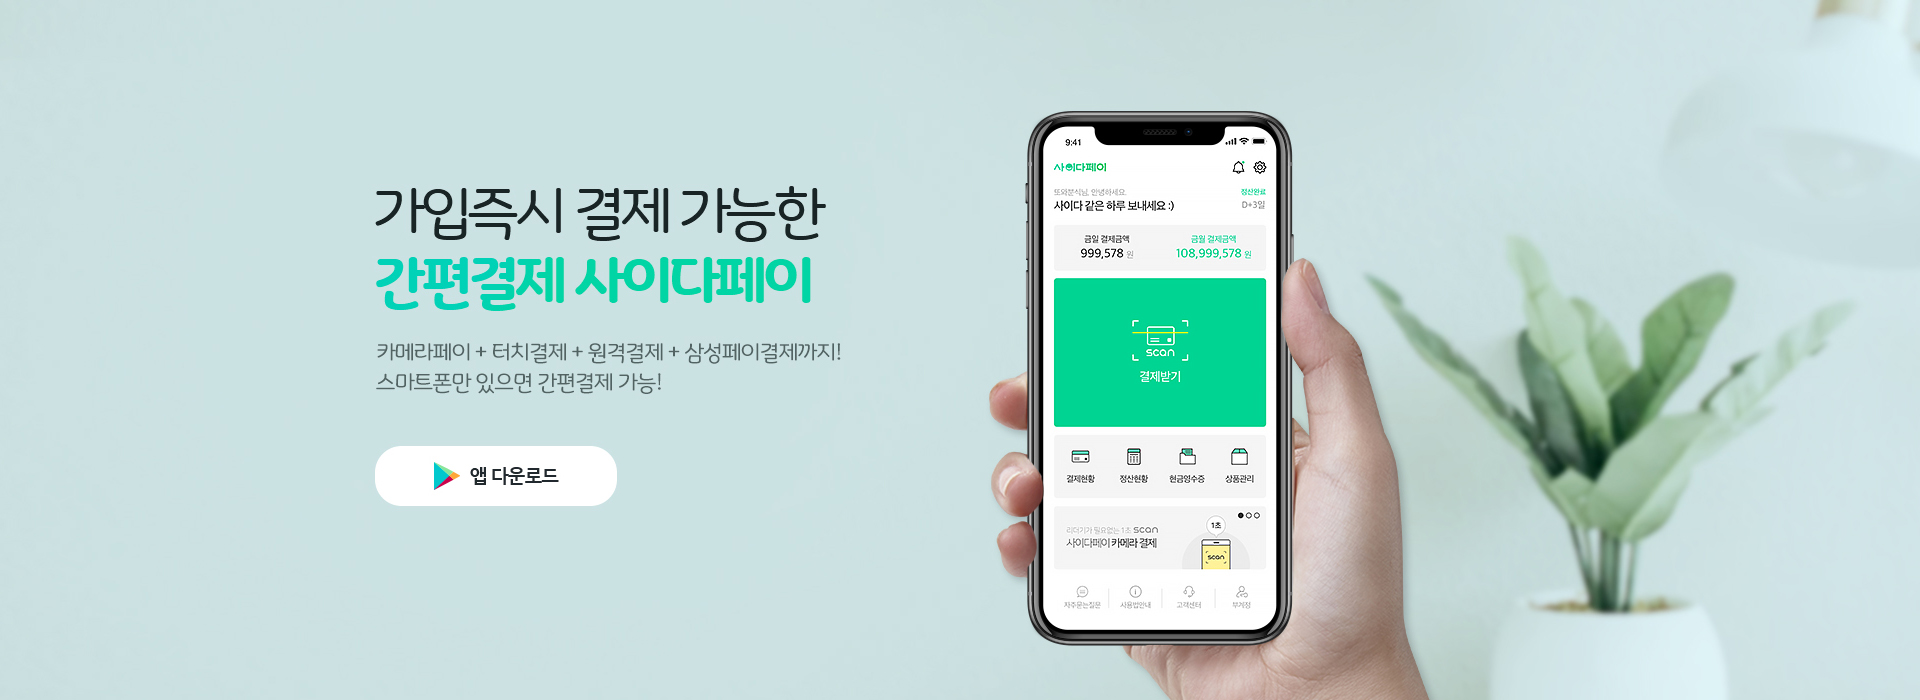 가입즉시 결제 가능한
간편결제 사이다페이
카메라페이 + 터치결제 + 원격결제 + 삼성페이결제까지!
스마트폰만 있으면 간편결제 가능!
앱 다운로드
9:41
사이다페이
또와분식님, 안녕하세요.
정산완료
사이다 같은 하루 보내세요 :)
D+3일
금일 결제금액
금월 결제금액
999,578 원
108,999,578 원
scan
결제받기
결제현황
정산현황
현금영수증
상품관리
리더기가 필요없는 1초 scan
사이다페이 카메라 결제
1초
scan
자주묻는질문
사용법안내
고객센터
부계정